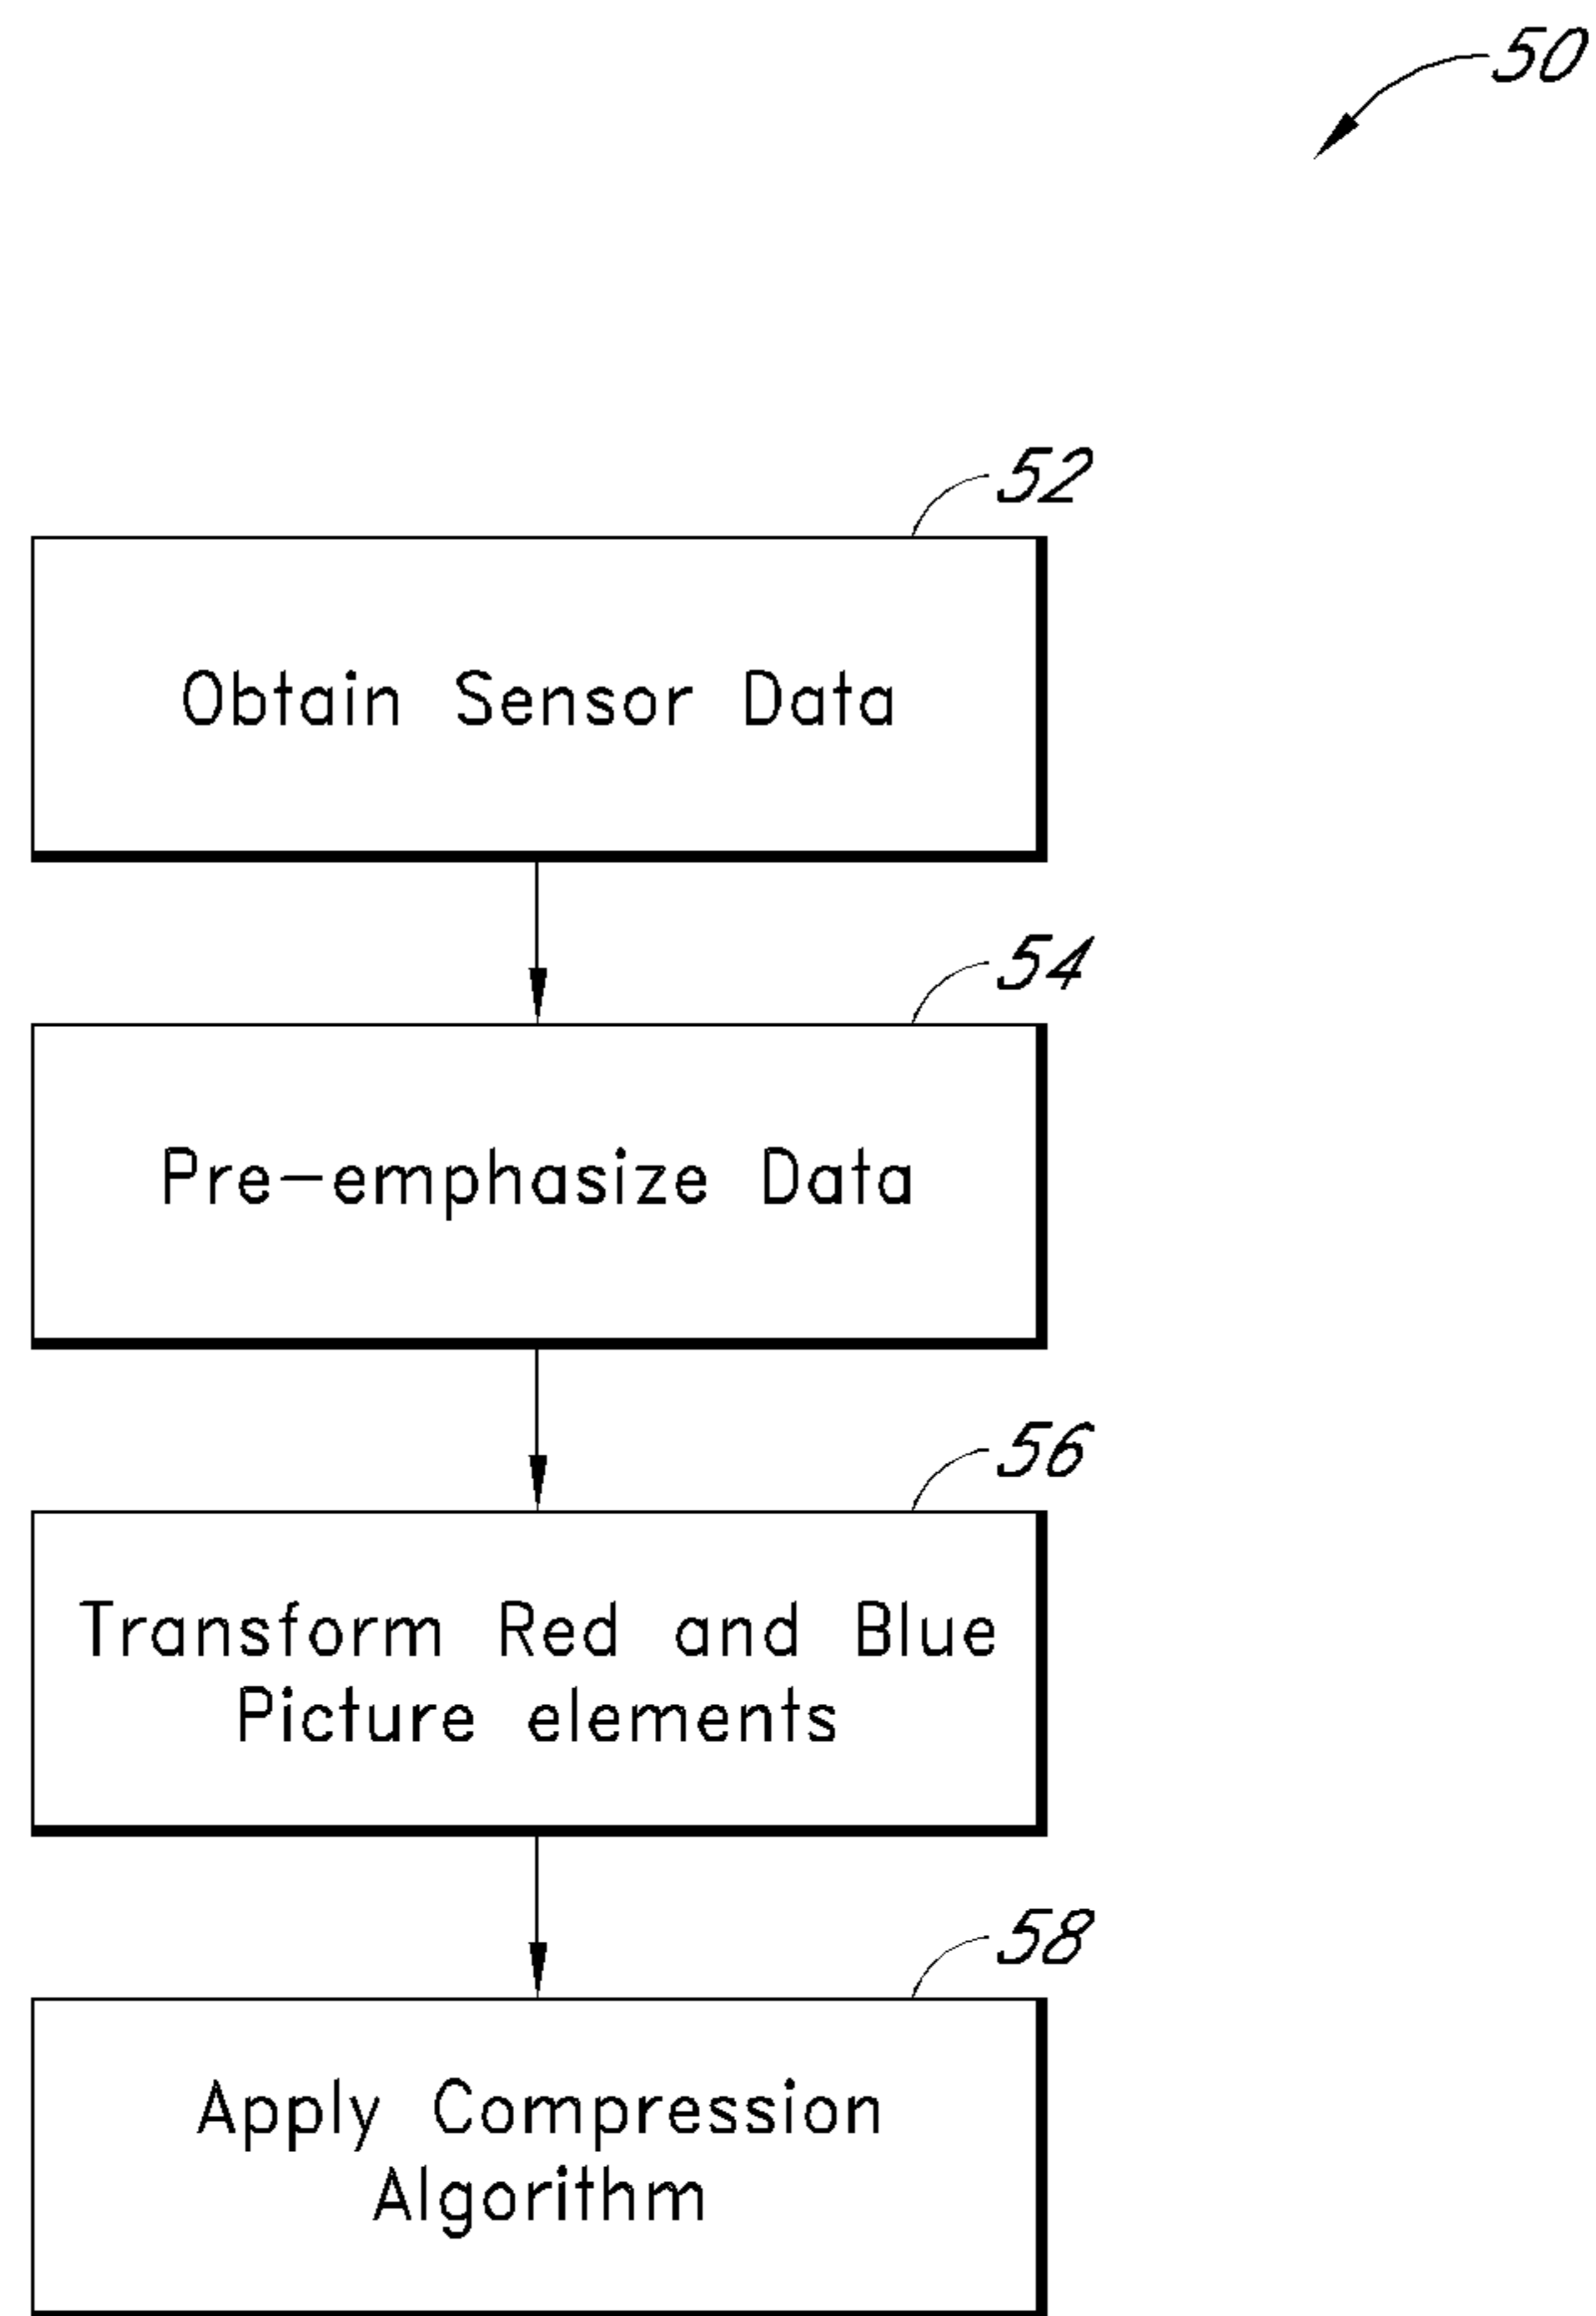 50
52
Obtain Sensor Data
54
Pre-emphasize Data
56
Transform Red and Blue
Picture elements
58
Apply Compression
Algorithm